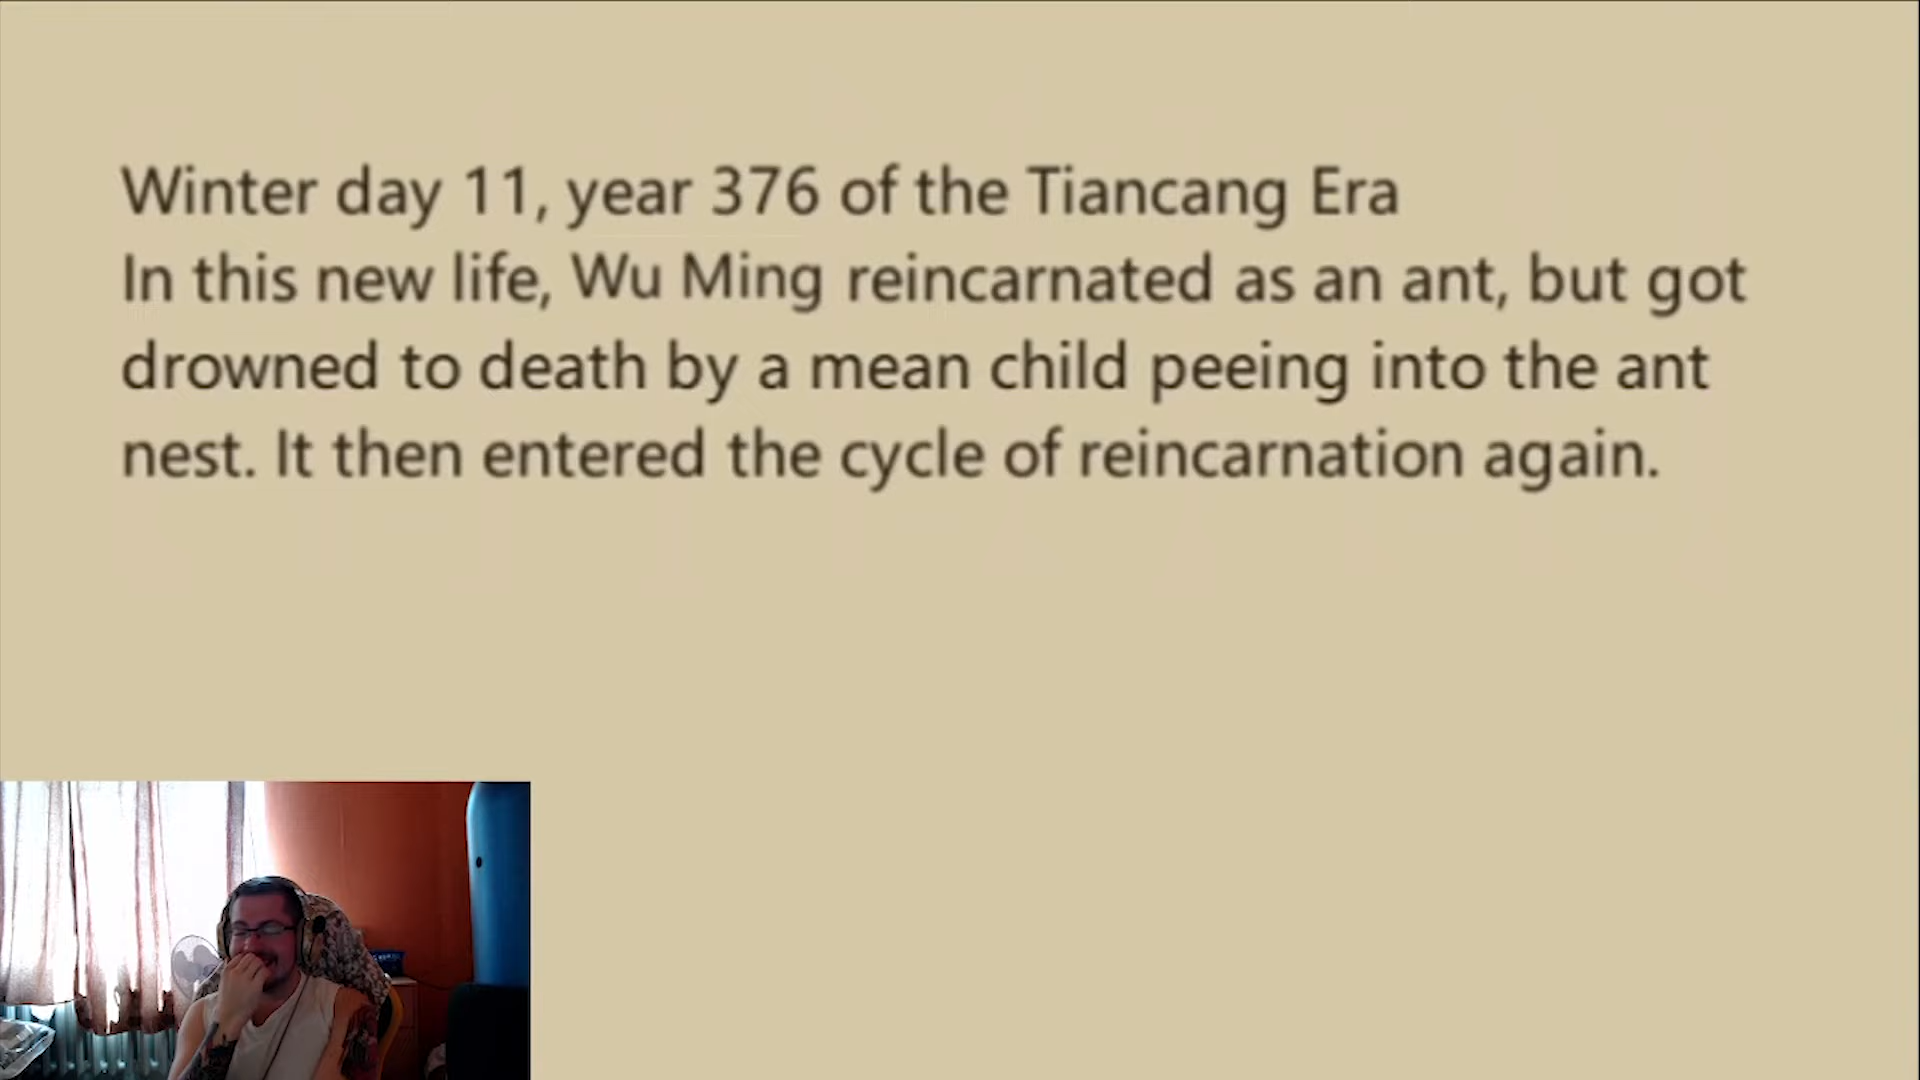 Winter day 11, year 376 of the Tiancang Era
In this new life, Wu Ming reincarnated as an ant, but got
drowned to death by a mean child peeing into the ant
nest. It then entered the cycle of reincarnation again.